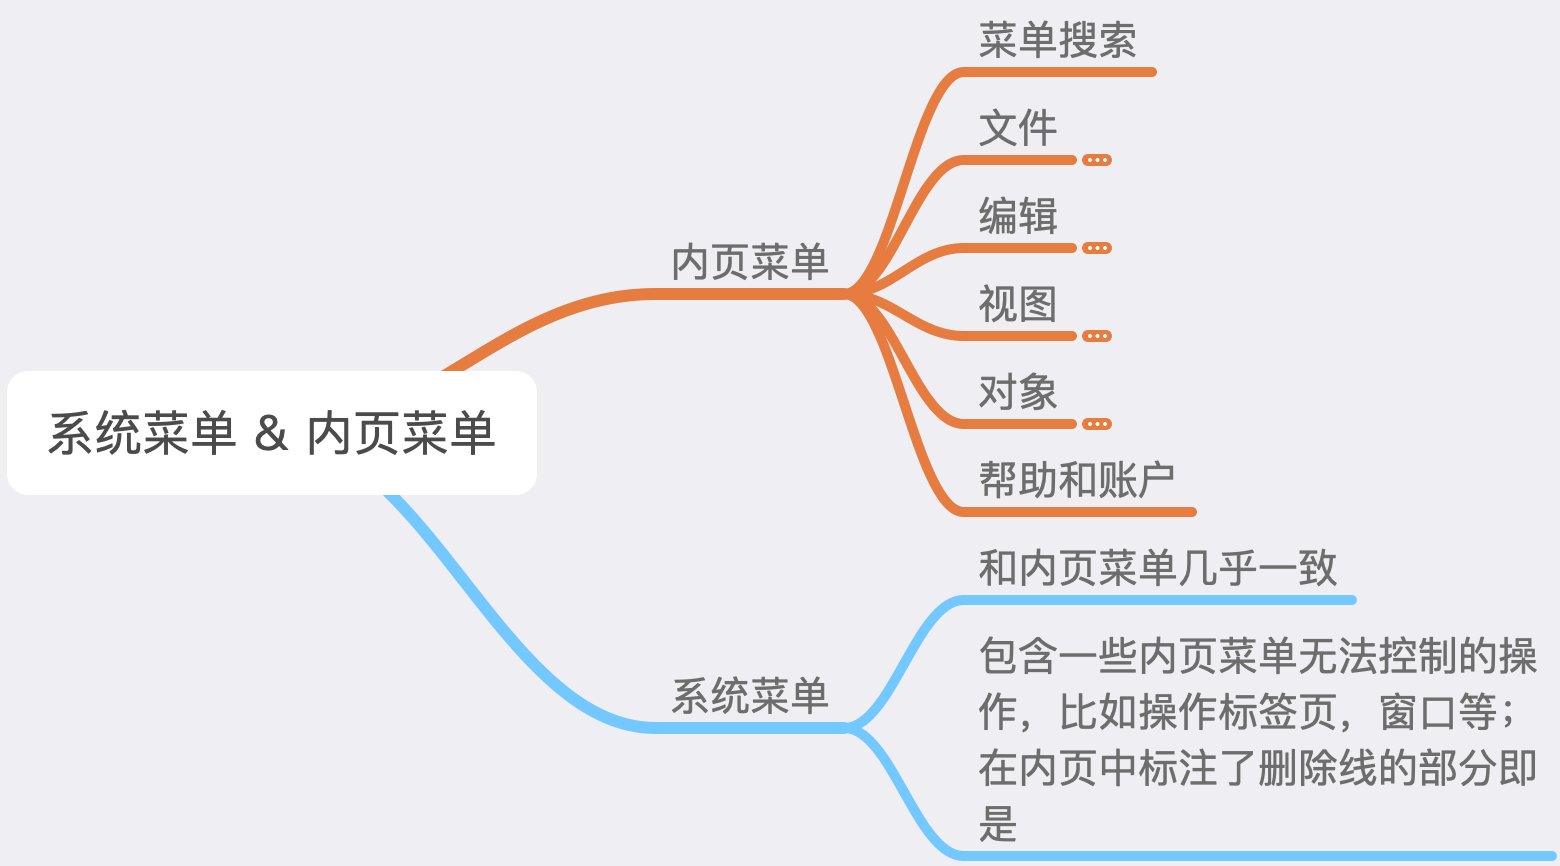 菜单搜索
文件
编辑
视图
内页菜单
对象
系统菜单 & 内页菜单
帮助和账户
和内页菜单几乎一致
系统菜单
包含一些内页菜单无法控制的操
作，比如操作标签页，窗口等；
在内页中标注了删除线的部分即
是